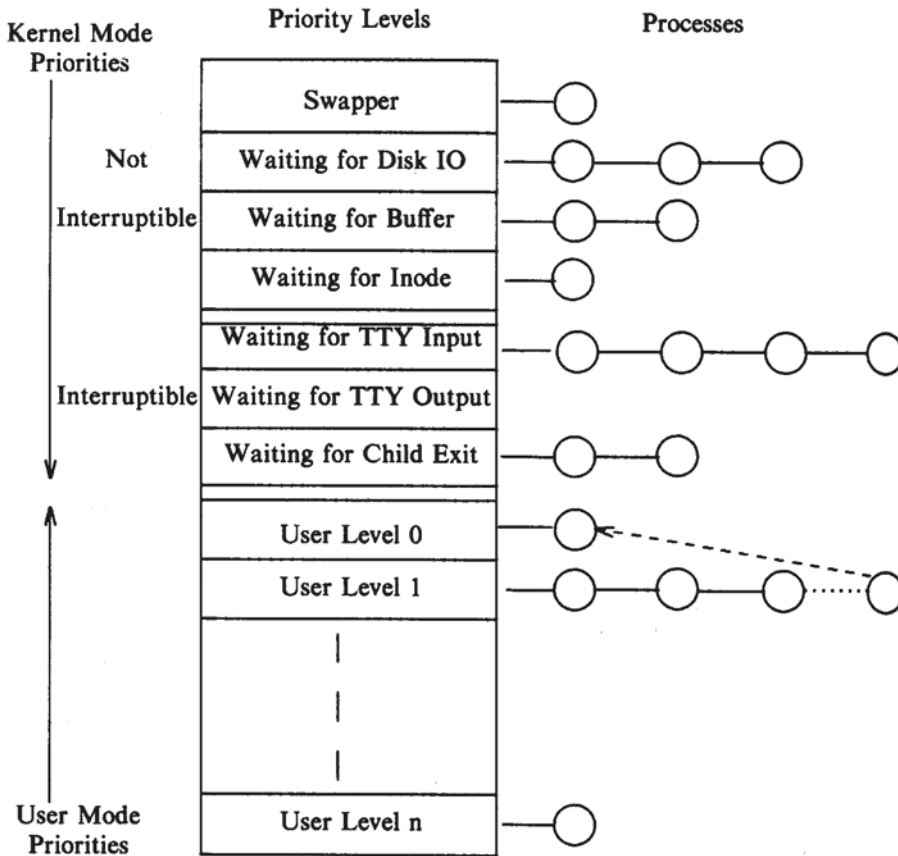 Kernel Mode
Priorities
Priority Levels
Processes
Swapper
Not
Waiting for Disk IO
Interruptible
Waiting for Buffer
Waiting for Inode
Waiting for TTY Input
Interruptible
Waiting for TTY Output
Waiting for Child Exit
User Level 0
User Level 1
User Level n
User Mode
Priorities